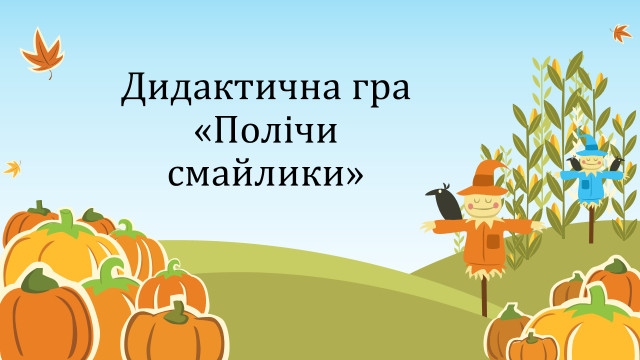 Дидактична гра
«Полічи
смайлики»